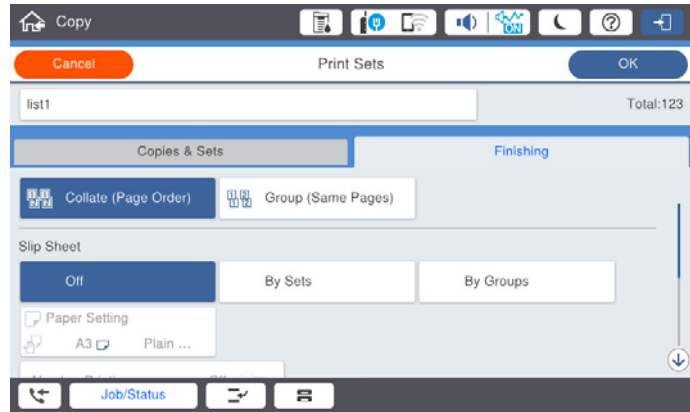 Copy
ON
Cancel
Print Sets
OK
list1
Total:123
Copies & Sets
Finishing
Collate (Page Order)
Group (Same Pages)
Slip Sheet
Off
By Sets
By Groups
Paper Setting
A3
Plain ...
Job/Status